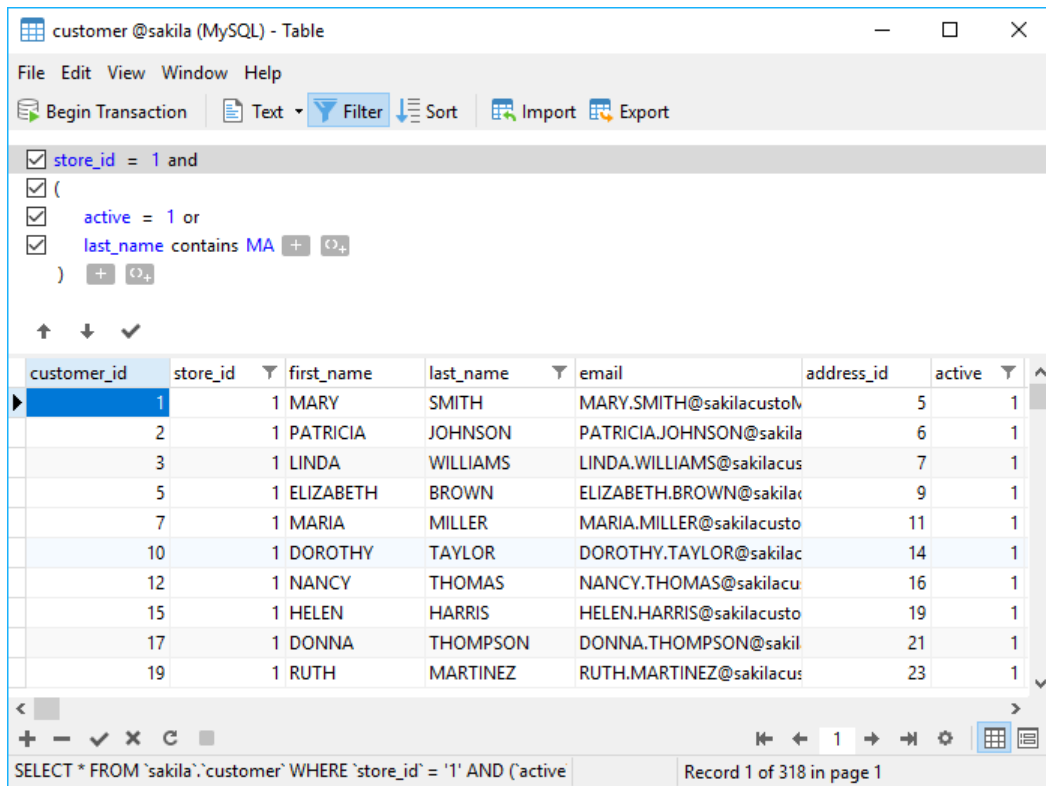 customer @sakila (MySQL) - Table
File Edit View Window Help
Begin Transaction Text Filter Sort Import Export
store_id = 1 and
(
active = 1 or
last_name contains MA
)
customer_id store_id first_name last_name email address_id active
1 1 MARY SMITH MARY.SMITH@sakilacustoM 5 1
2 1 PATRICIA JOHNSON PATRICIA.JOHNSON@sakila 6 1
3 1 LINDA WILLIAMS LINDA.WILLIAMS@sakilacus 7 1
5 1 ELIZABETH BROWN ELIZABETH.BROWN@sakilac 9 1
7 1 MARIA MILLER MARIA.MILLER@sakilacusto 11 1
10 1 DOROTHY TAYLOR DOROTHY.TAYLOR@sakilac 14 1
12 1 NANCY THOMAS NANCY.THOMAS@sakilacu 16 1
15 1 HELEN HARRIS HELEN.HARRIS@sakilacusto 19 1
17 1 DONNA THOMPSON DONNA.THOMPSON@sakil 21 1
19 1 RUTH MARTINEZ RUTH.MARTINEZ@sakilacus 23 1
1
SELECT * FROM `sakila`.`customer` WHERE `store_id` = '1' AND (`active` Record 1 of 318 in page 1